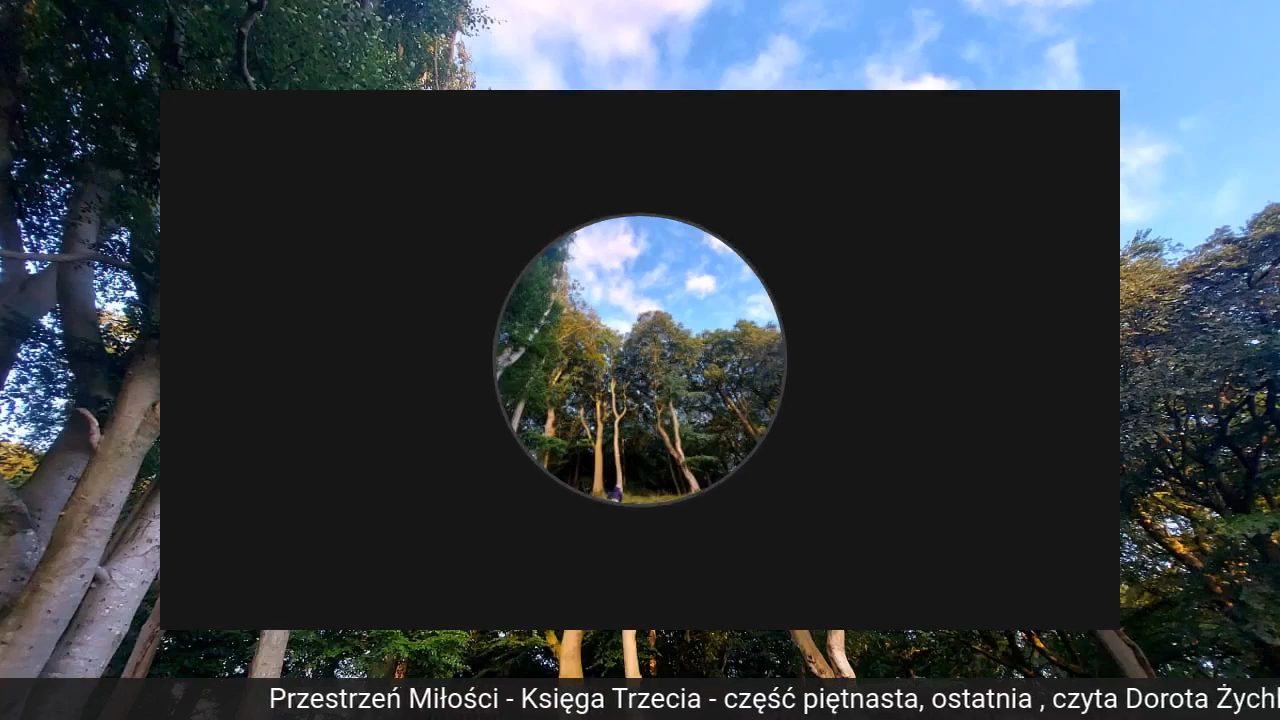 Przestrzeń Miłości - Księga Trzecia - część piętnasta, ostatnia , czyta Dorota